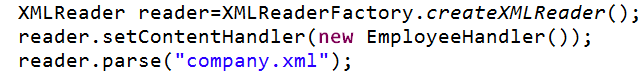 XMLReader reader=XMLReaderFactory.createXMLReader();
reader.setContentHandler(new EmployeeHandler());
reader.parse("company.xml");